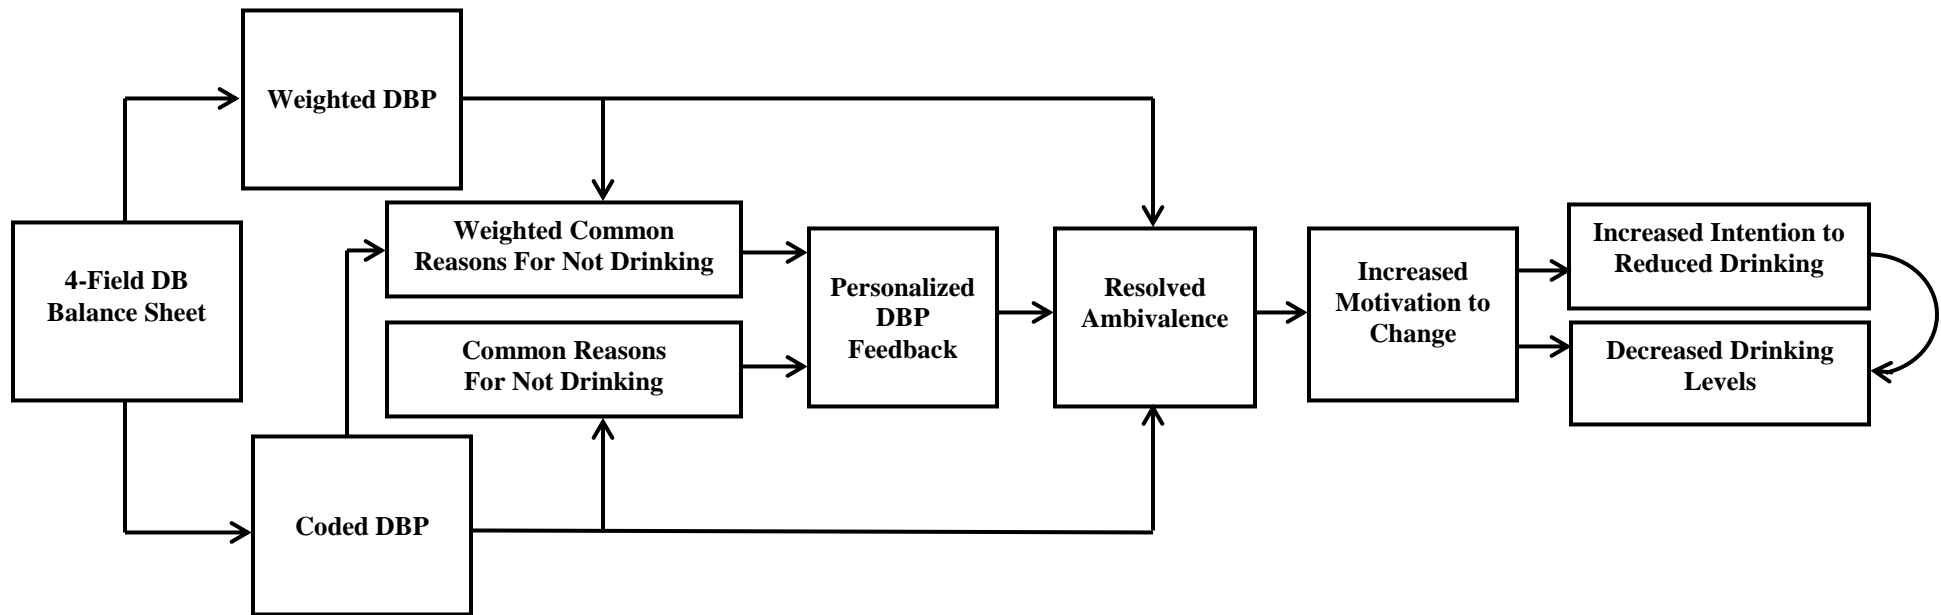 Weighted DBP
4-Field DB
Balance Sheet
Coded DBP
Weighted Common
Reasons For Not Drinking
Common Reasons
For Not Drinking
Personalized
DBP
Feedback
Resolved
Ambivalence
Increased
Motivation to
Change
Increased Intention to
Reduced Drinking
Decreased Drinking
Levels